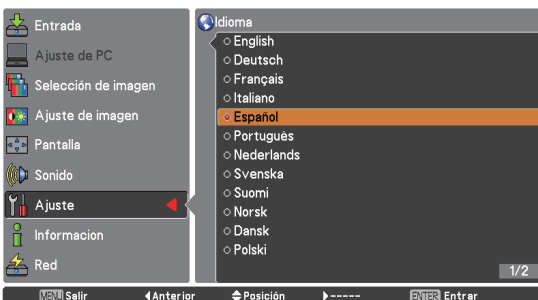 Entrada
Ajuste de PC
Selección de imagen
Ajuste de imagen
Pantalla
Sonido
Ajuste
Informacion
Red
Idioma
English
Deutsch
Français
Italiano
Español
Português
Nederlands
Svenska
Suomi
Norsk
Dansk
Polski
1/2
MENU Salir Anterior Posición ----- ENTER Entrar